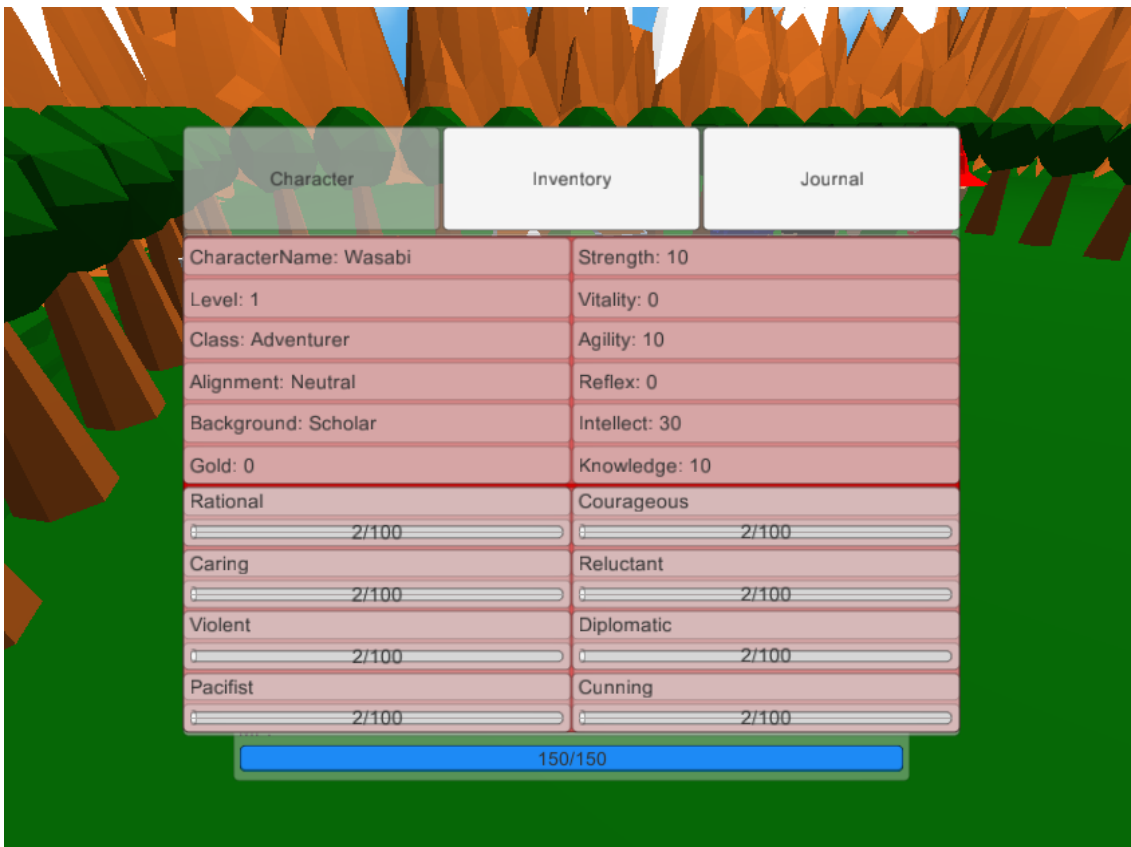 Character Inventory Journal
CharacterName: Wasabi
Strength: 10
Level: 1
Vitality: 0
Class: Adventurer
Agility: 10
Alignment: Neutral
Reflex: 0
Background: Scholar
Intellect: 30
Gold: 0
Knowledge: 10
Rational
Courageous
2/100
2/100
Caring
Reluctant
2/100
2/100
Violent
Diplomatic
2/100
2/100
Pacifist
Cunning
2/100
2/100
150/150